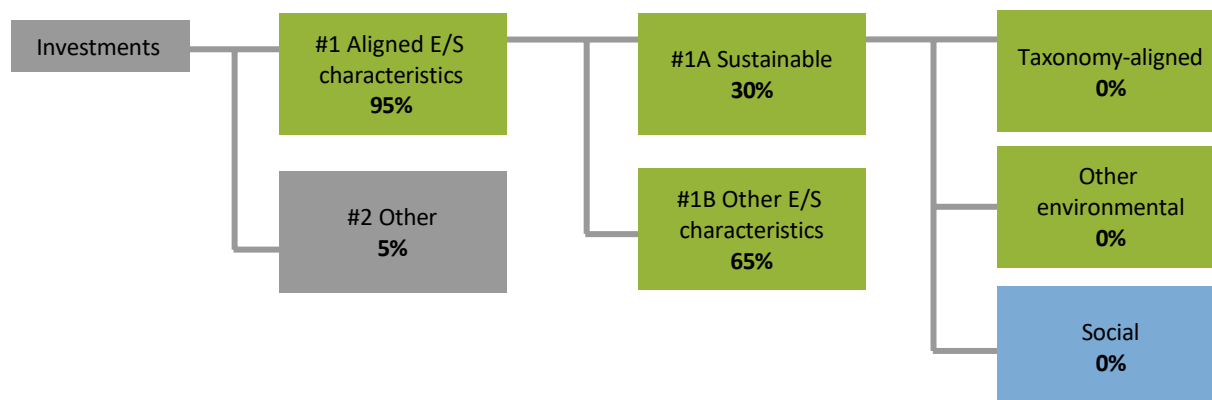 Investments
#1 Aligned E/S
characteristics
95%
#2 Other
5%
#1A Sustainable
30%
#1B Other E/S
characteristics
65%
Taxonomy-aligned
0%
Other
environmental
0%
Social
0%